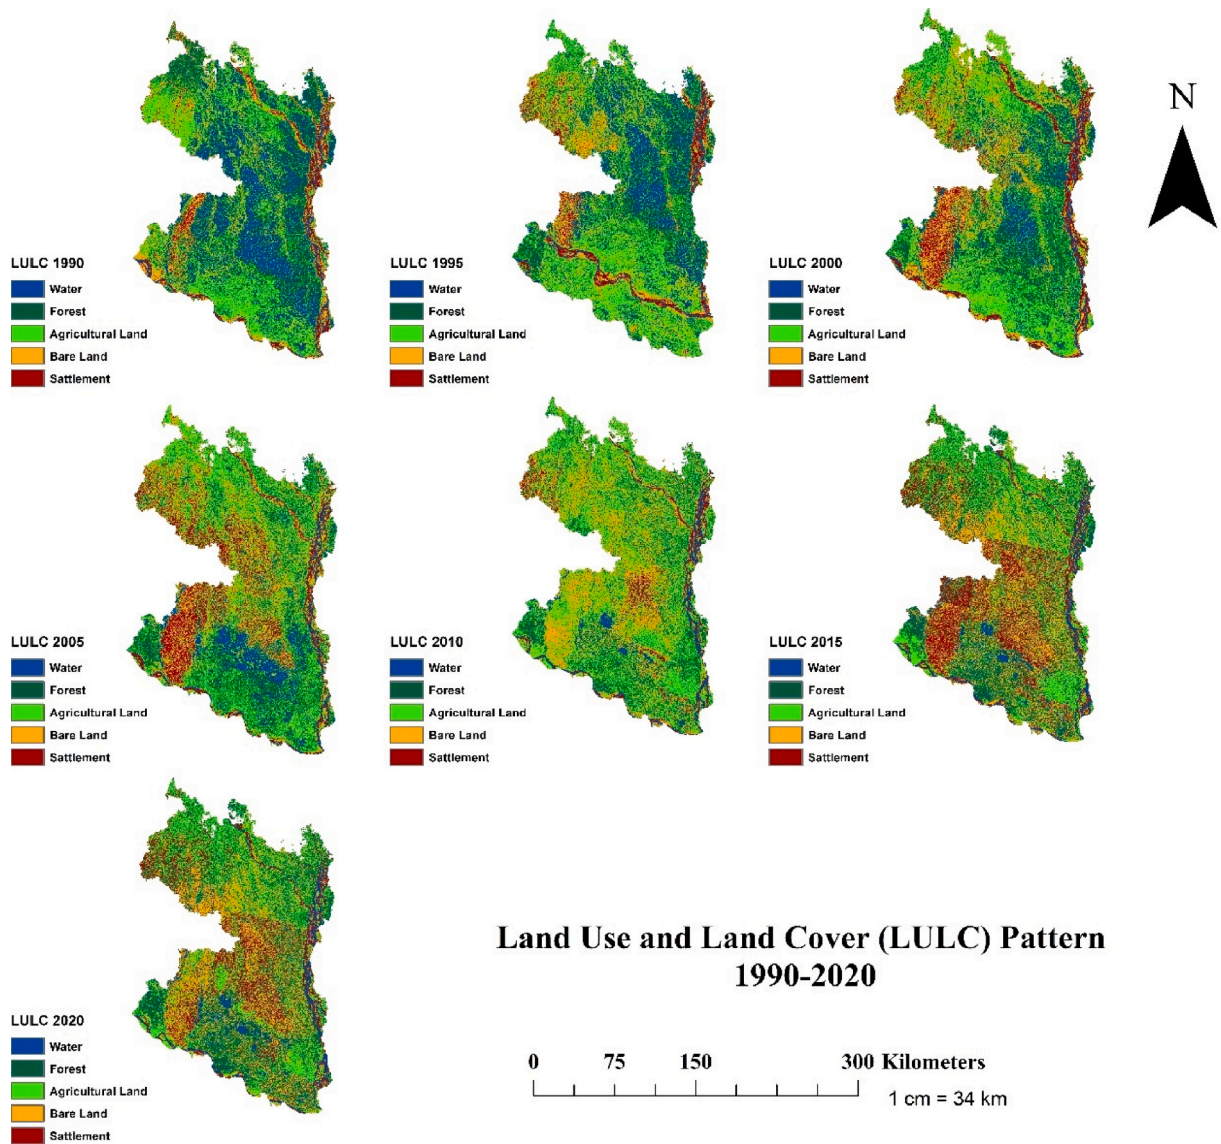 N
LULC 1990
Water
Forest
Agricultural Land
Bare Land
Sattlement
LULC 1995
Water
Forest
Agricultural Land
Bare Land
Sattlement
LULC 2000
Water
Forest
Agricultural Land
Bare Land
Sattlement
LULC 2005
Water
Forest
Agricultural Land
Bare Land
Sattlement
LULC 2010
Water
Forest
Agricultural Land
Bare Land
Sattlement
LULC 2015
Water
Forest
Agricultural Land
Bare Land
Sattlement
LULC 2020
Water
Forest
Agricultural Land
Bare Land
Sattlement
Land Use and Land Cover (LULC) Pattern
1990-2020
0 75 150 300 Kilometers
1 cm = 34 km